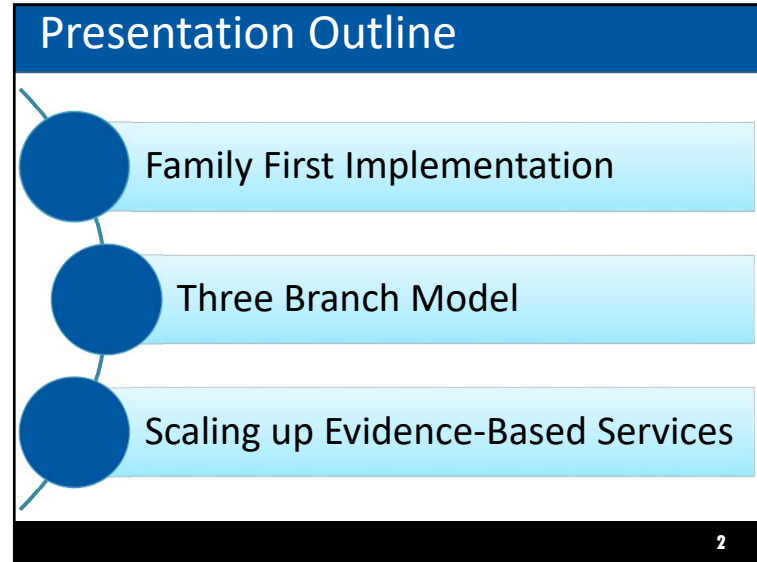 Presentation Outline
Family First Implementation
Three Branch Model
Scaling up Evidence-Based Services
2